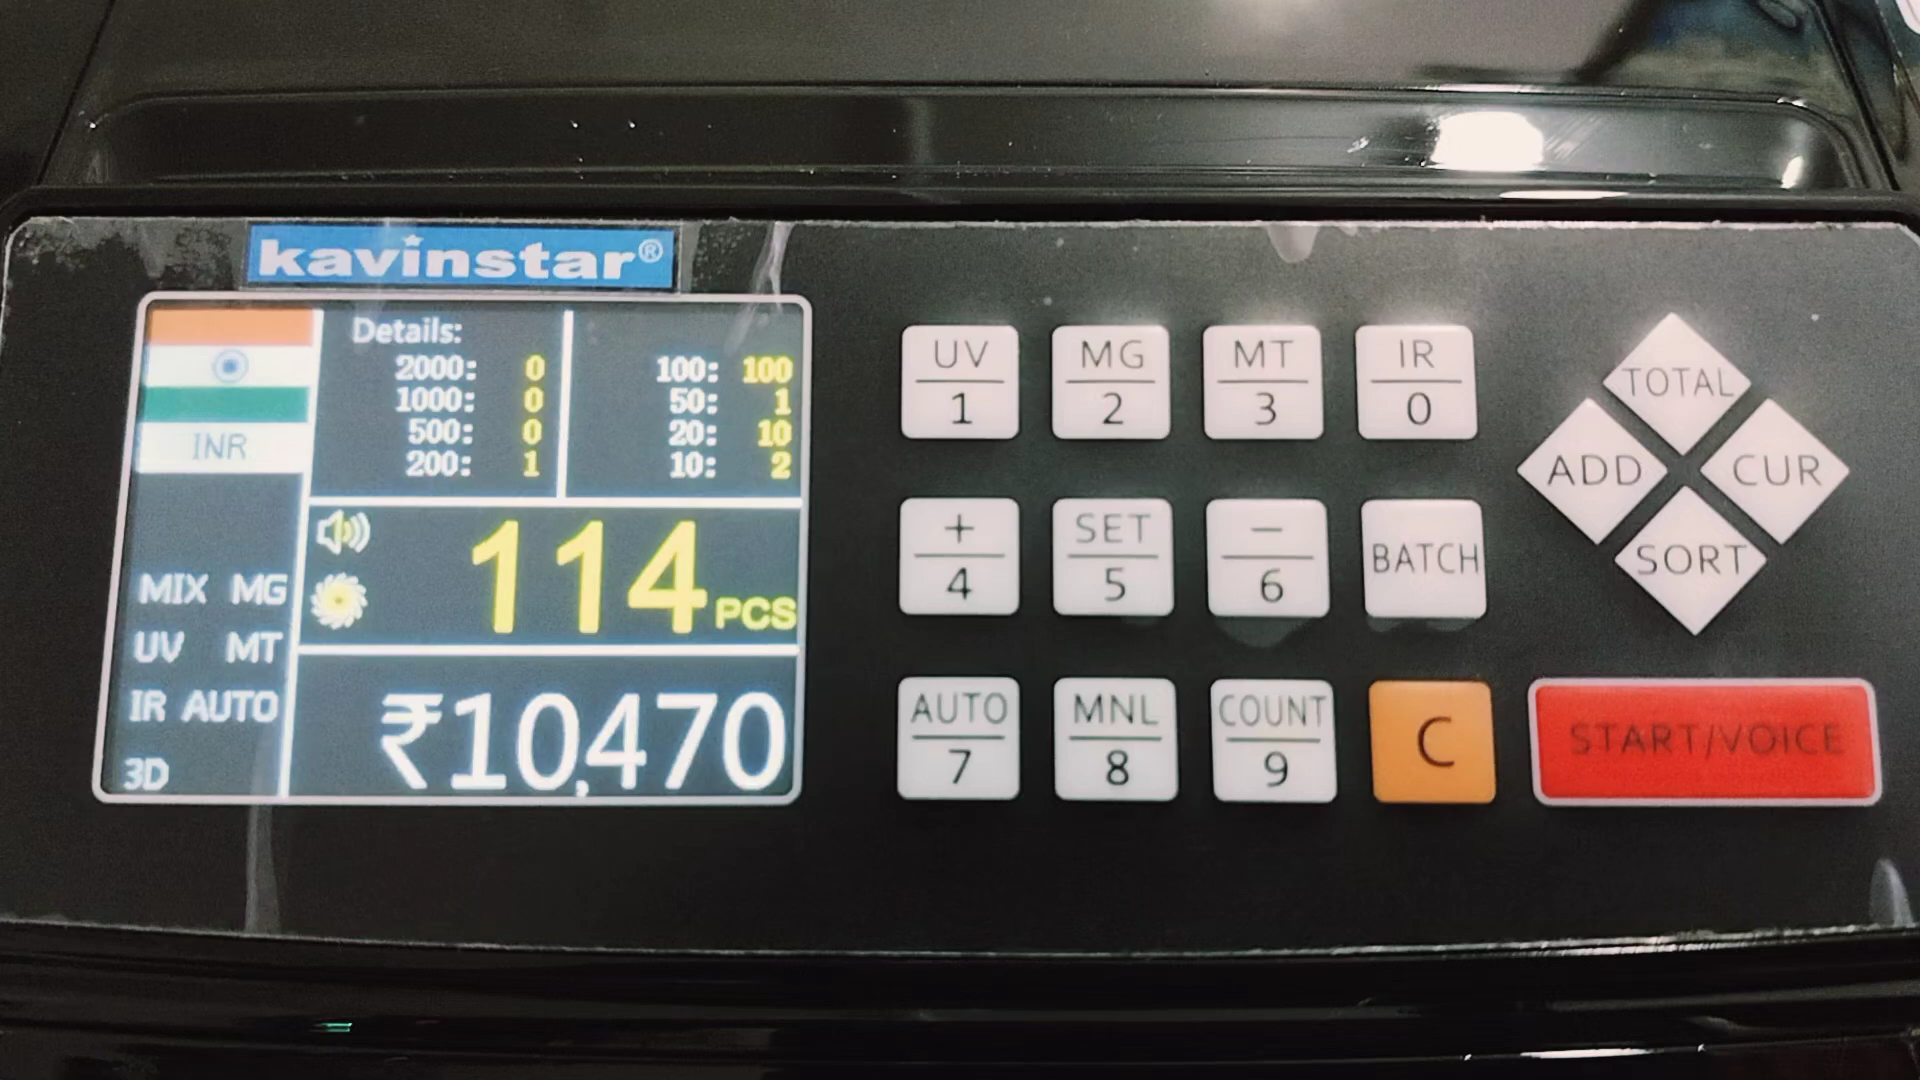 kavinstar®
INR
MIX MG
UV MT
IR AUTO
3D
Details:
2000: 0
1000: 0
500: 0
200: 1
100: 100
50: 1
20: 10
10: 2
114 PCS
₹10,470
UV
1
MG
2
MT
3
IR
0
+
4
SET
5
−
6
BATCH
AUTO
7
MNL
8
COUNT
9
C
TOTAL
ADD
CUR
SORT
START/VOICE